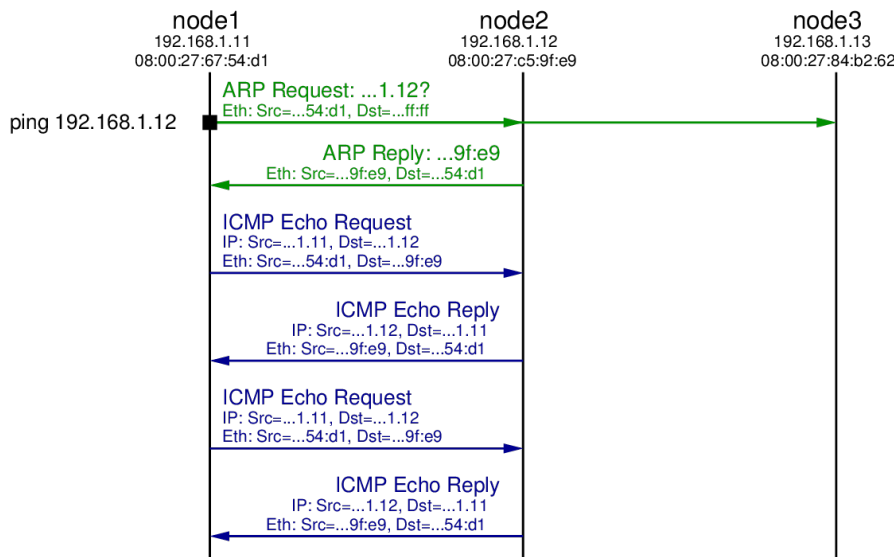 node1
192.168.1.11
08:00:27:67:54:d1
node2
192.168.1.12
08:00:27:c5:9f:e9
node3
192.168.1.13
08:00:27:84:b2:62
ping 192.168.1.12
ARP Request: ...1.12?
Eth: Src=...54:d1, Dst=...ff:ff
ARP Reply: ...9f:e9
Eth: Src=...9f:e9, Dst=...54:d1
ICMP Echo Request
IP: Src=...1.11, Dst=...1.12
Eth: Src=...54:d1, Dst=...9f:e9
ICMP Echo Reply
IP: Src=...1.12, Dst=...1.11
Eth: Src=...9f:e9, Dst=...54:d1
ICMP Echo Request
IP: Src=...1.11, Dst=...1.12
Eth: Src=...54:d1, Dst=...9f:e9
ICMP Echo Reply
IP: Src=...1.12, Dst=...1.11
Eth: Src=...9f:e9, Dst=...54:d1